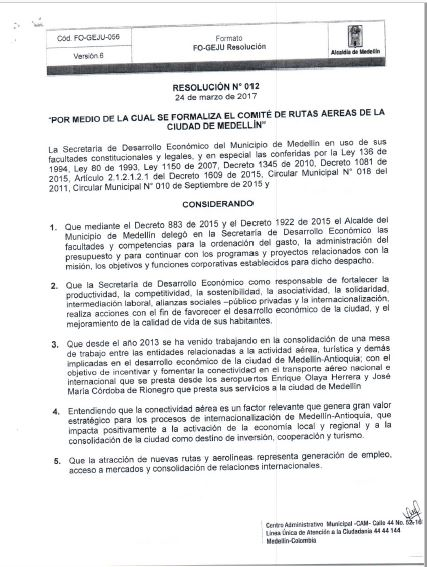 Cód. FO-GEJU-056
Formato
FO-GEJU Resolución
Versión.6
Alcaldía de Medellín
RESOLUCIÓN N° 012
24 de marzo de 2017
"POR MEDIO DE LA CUAL SE FORMALIZA EL COMITÉ DE RUTAS AEREAS DE LA
CIUDAD DE MEDELLÍN"
La Secretaria de Desarrollo Económico del Municipio de Medellín en uso de sus
facultades constitucionales y legales, y en especial las conferidas por la Ley 136 de
1994, Ley 80 de 1993, Ley 1150 de 2007, Decreto 1345 de 2010, Decreto 1081 de
2015, Artículo 2.1.2.1.2.1 del Decreto 1609 de 2015, Circular Municipal N° 018 del
2011, Circular Municipal N° 010 de Septiembre de 2015 y
CONSIDERANDO
1. Que mediante el Decreto 883 de 2015 y el Decreto 1922 de 2015 el Alcalde del
Municipio de Medellín delegó en la Secretaria de Desarrollo Económico las
facultades y competencias para la ordenación del gasto, la administración del
presupuesto y para continuar con los programas y proyectos relacionados con la
misión, los objetivos y funciones corporativas establecidos para dicho despacho.
2. Que la Secretaria de Desarrollo Económico como responsable de fortalecer la
productividad, la competitividad, la sostenibilidad, la asociatividad, la solidaridad,
intermediación laboral, alianzas sociales –público privadas y la internacionalización,
realiza acciones con el fin de favorecer el desarrollo económico de la ciudad, y el
mejoramiento de la calidad de vida de sus habitantes.
3. Que desde el año 2013 se ha venido trabajando en la consolidación de una mesa
de trabajo entre las entidades relacionadas a la actividad aérea, turística y demás
implicadas en el desarrollo económico de la ciudad de Medellín-Antioquia; con el
objetivo de incentivar y fomentar la conectividad en el transporte aéreo nacional e
internacional que se presta desde los aeropuertos Enrique Olaya Herrera y José
María Córdoba de Rionegro que presta sus servicios a la ciudad de Medellín
4. Entendiendo que la conectividad aérea es un factor relevante que genera gran valor
estratégico para los procesos de internacionalización de Medellín-Antioquia, que
impacta positivamente a la activación de la economía local y regional y a la
consolidación de la ciudad como destino de inversión, cooperación y turismo.
5. Que la atracción de nuevas rutas y aerolíneas representa generación de empleo,
acceso a mercados y consolidación de relaciones internacionales.
Centro Administrativo Municipal -CAM- Calle 44 No. 52-16
Línea Única de Atención a la Ciudadanía 44 44 144
Medellín-Colombia